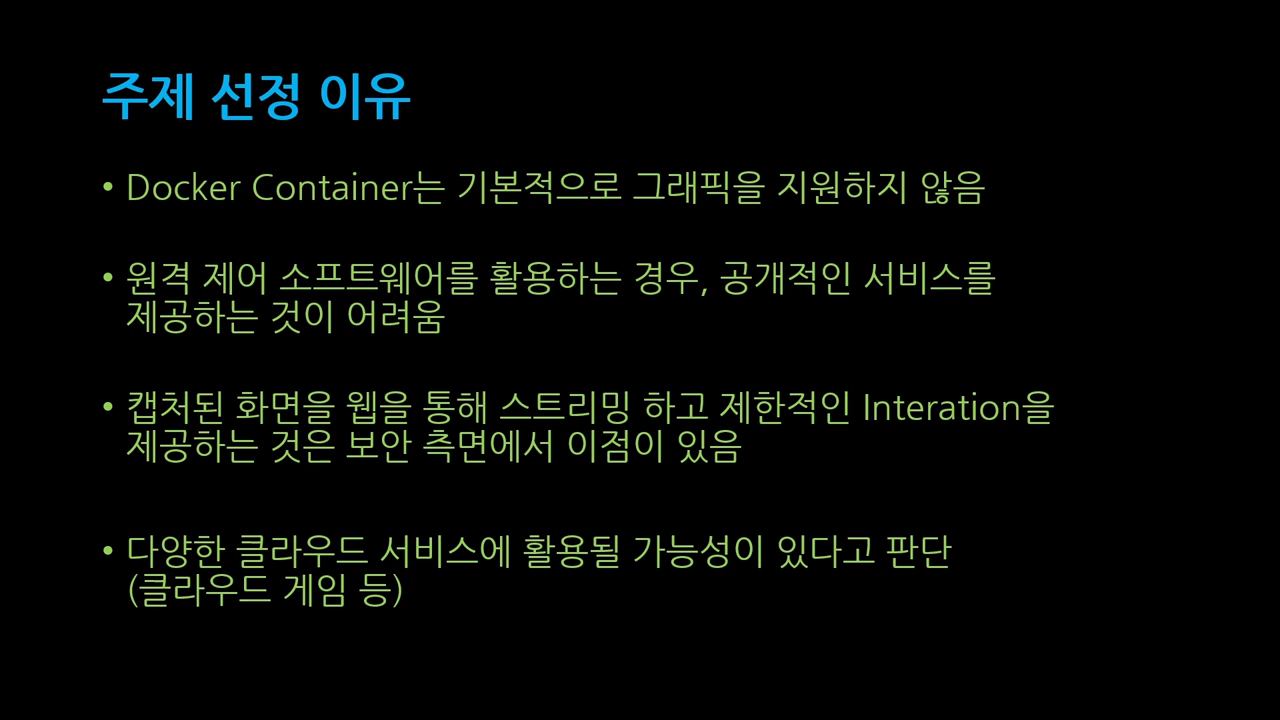 주제 선정 이유
• Docker Container는 기본적으로 그래픽을 지원하지 않음
• 원격 제어 소프트웨어를 활용하는 경우, 공개적인 서비스를
제공하는 것이 어려움
• 캡처된 화면을 웹을 통해 스트리밍 하고 제한적인 Interation을
제공하는 것은 보안 측면에서 이점이 있음
• 다양한 클라우드 서비스에 활용될 가능성이 있다고 판단
(클라우드 게임 등)